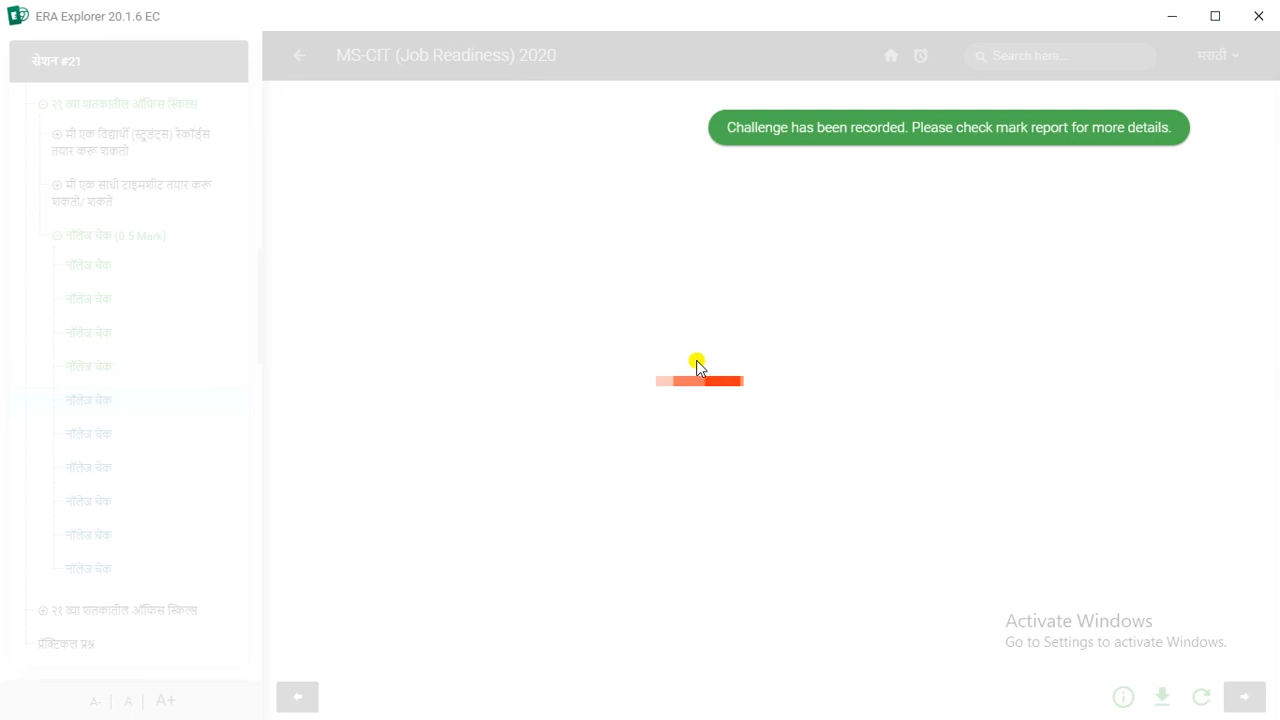 ERA Explorer 20.1.6 EC
सेशन #21
MS-CIT (Job Readiness) 2020
Search here...
मराठी
२१ व्या शतकातील ऑफिस स्किल्स
Challenge has been recorded. Please check mark report for more details.
मी एक विद्यार्थी (स्टुडंट्स) रेकॉर्ड्स
तयार करू शकतो
मी एक साधी टाइमशीट तयार करू
शकतो/ शकते
नॉलेज चेक (0.5 Mark)
नॉलेज चेक
नॉलेज चेक
नॉलेज चेक
नॉलेज चेक
नॉलेज चेक
नॉलेज चेक
नॉलेज चेक
नॉलेज चेक
नॉलेज चेक
नॉलेज चेक
२१ व्या शतकातील ऑफिस स्किल्स
प्रॅक्टिकल प्रश्न
Activate Windows
Go to Settings to activate Windows.
A- | A | A+